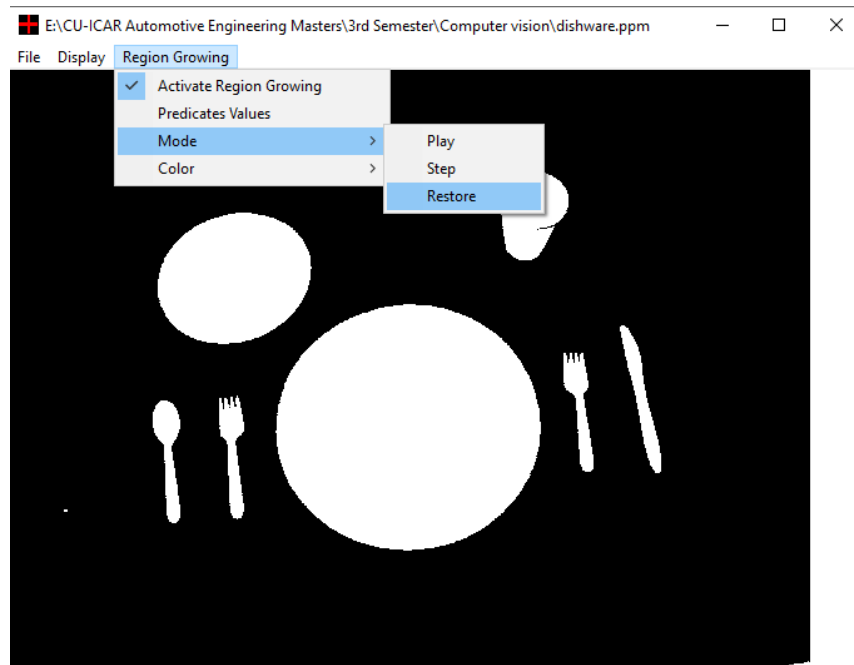 E:\CU-ICAR Automotive Engineering Masters\3rd Semester\Computer vision\dishware.ppm
File Display Region Growing
Activate Region Growing
Predicates Values
Mode
Color
Play
Step
Restore